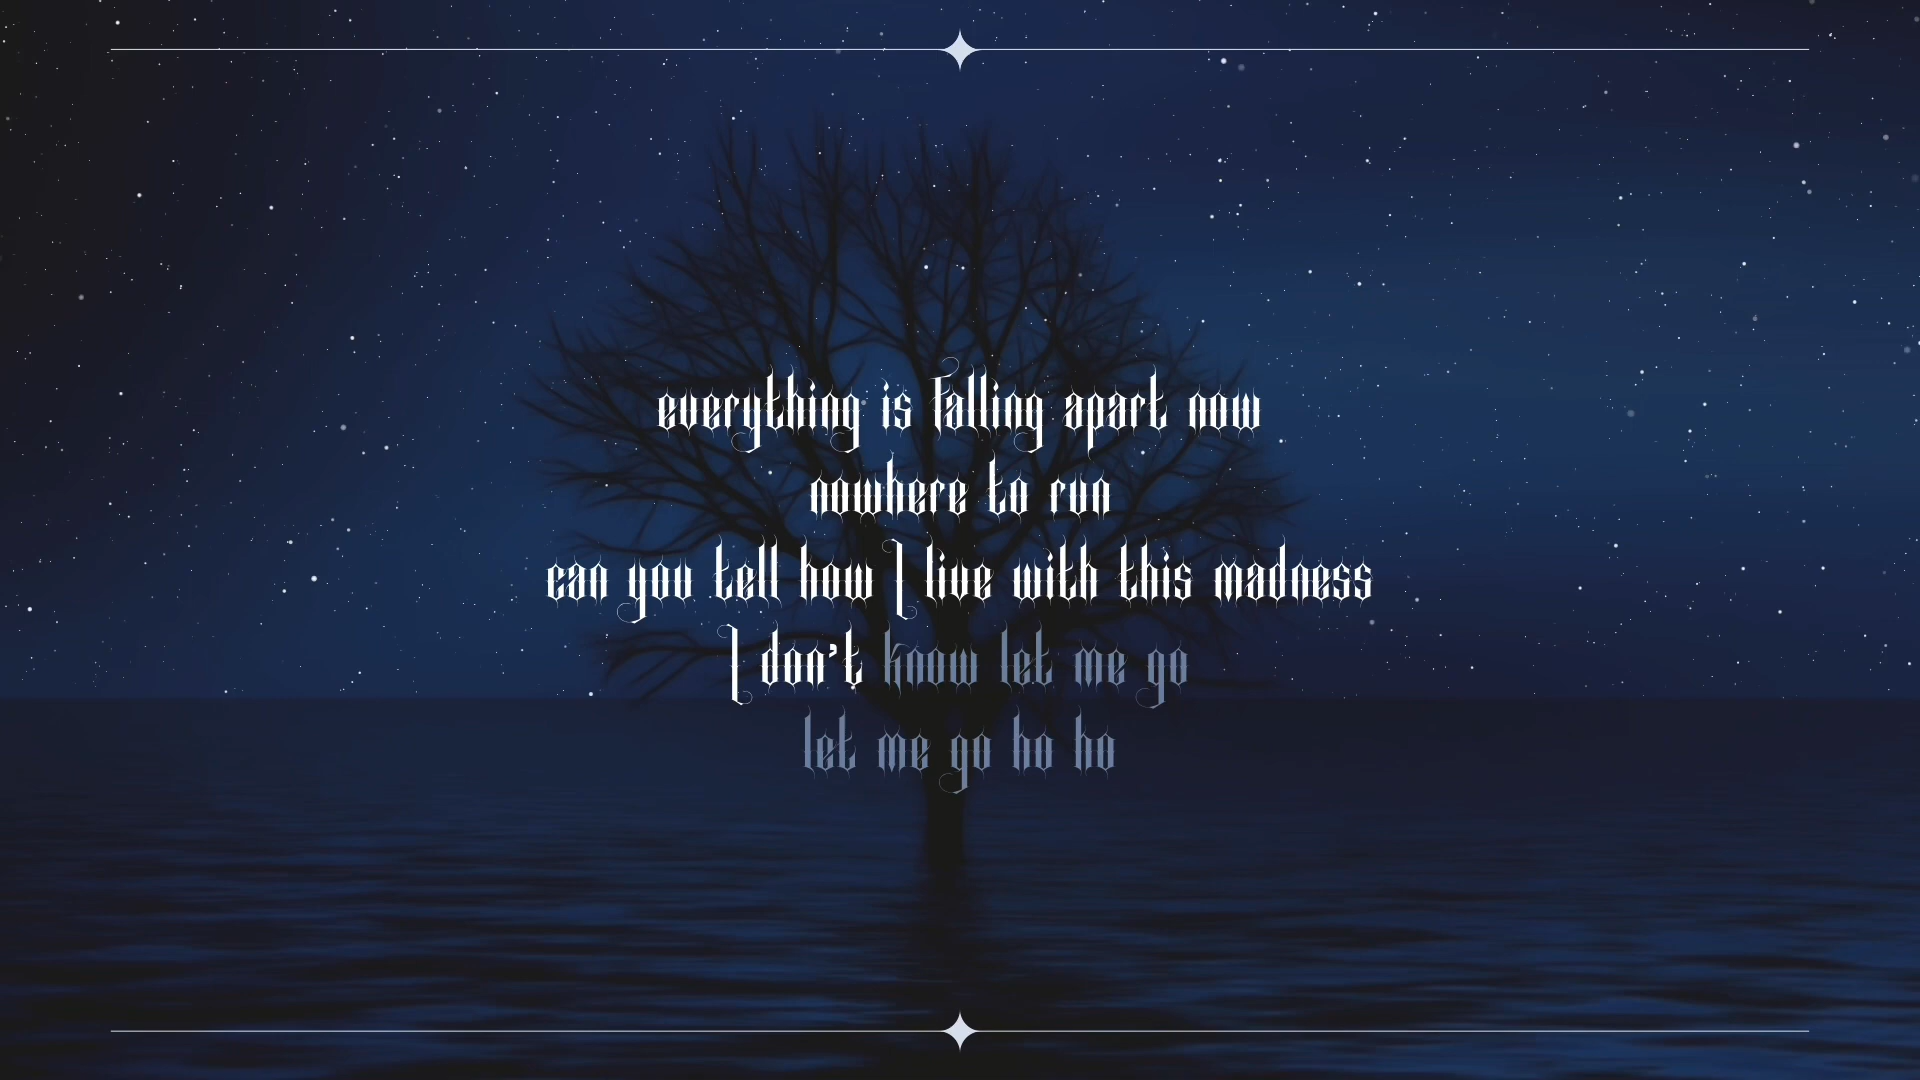 everything is falling apart now
nowhere to run
can you tell how I live with this madness
I don't know let me go
let me go ho ho